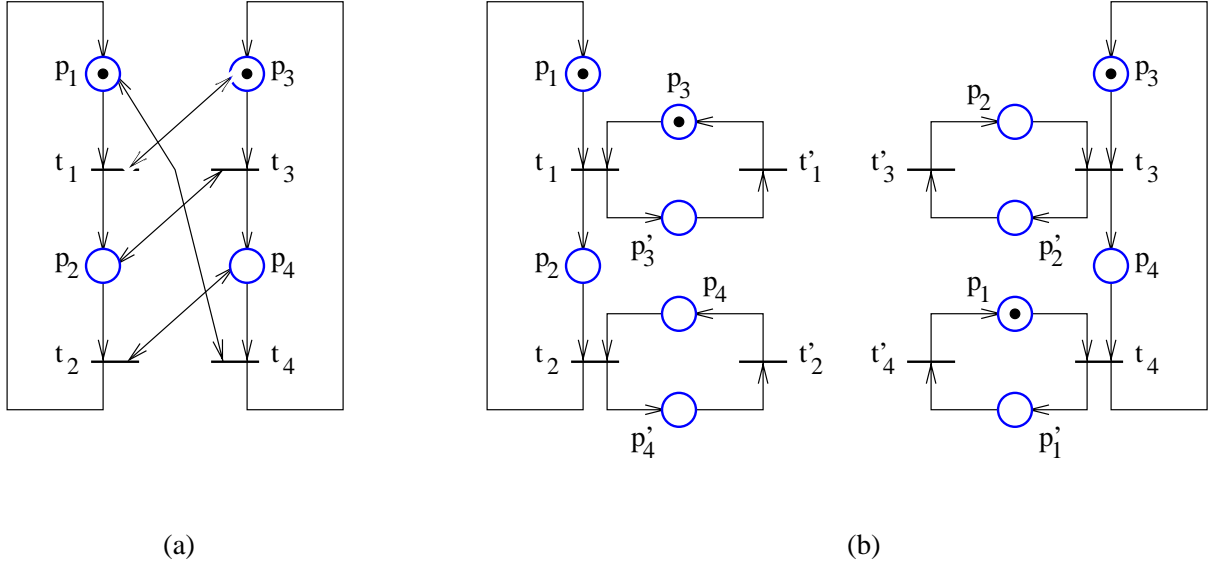 p1 p3 p1 p3 p2 p3
t1 t3 t1 t'1 t'3 t3
p2 p4 p2 p'3 p4 p'2 p1 p4
t2 t4 t2 t'2 t'4 t4
p'4 p'1
(a) (b)